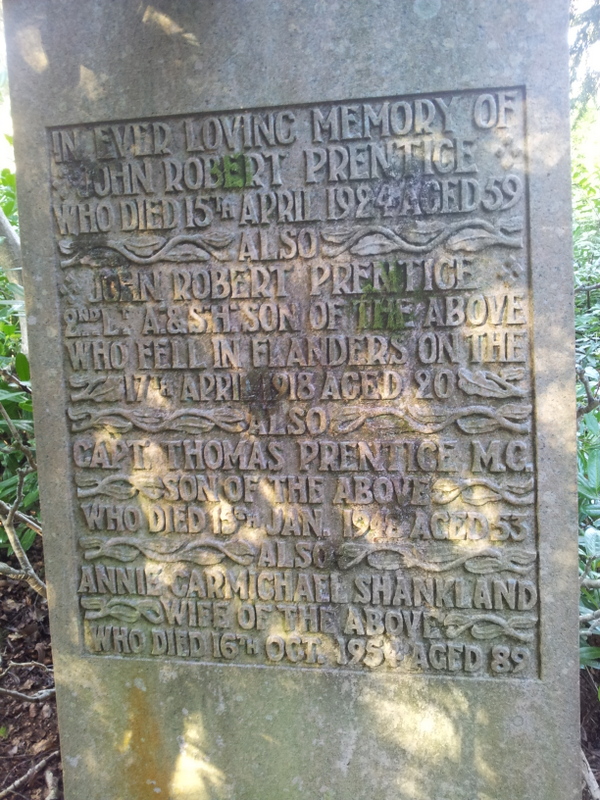 IN EVER LOVING MEMORY OF
JOHN ROBERT PRENTICE
WHO DIED 15TH APRIL 1924 AGED 59
ALSO
JOHN ROBERT PRENTICE
2ND LT A.&S.H. SON OF THE ABOVE
WHO FELL IN FLANDERS ON THE
17TH APRIL 1918 AGED 20
ALSO
CAPT. THOMAS PRENTICE M.C.
SON OF THE ABOVE
WHO DIED JAN. AGED 53
ALSO
ANNIE CARMICHAEL SHANKLAND
WIFE OF THE ABOVE
WHO DIED 16TH OCT. 1954 AGED 89